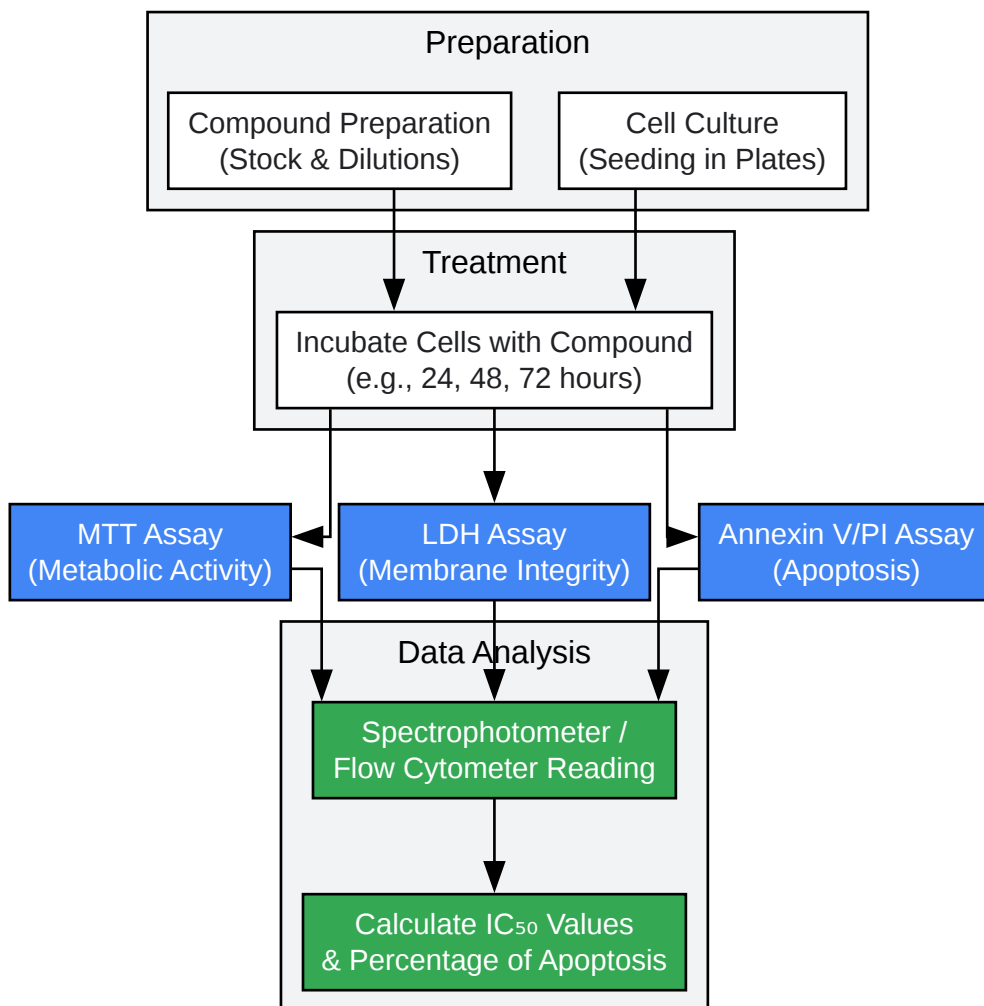 Preparation
Compound Preparation
(Stock & Dilutions)
Cell Culture
(Seeding in Plates)
Treatment
Incubate Cells with Compound
(e.g., 24, 48, 72 hours)
MTT Assay
(Metabolic Activity)
LDH Assay
(Membrane Integrity)
Annexin V/PI Assay
(Apoptosis)
Data Analysis
Spectrophotometer /
Flow Cytometer Reading
Calculate IC₅₀ Values
& Percentage of Apoptosis